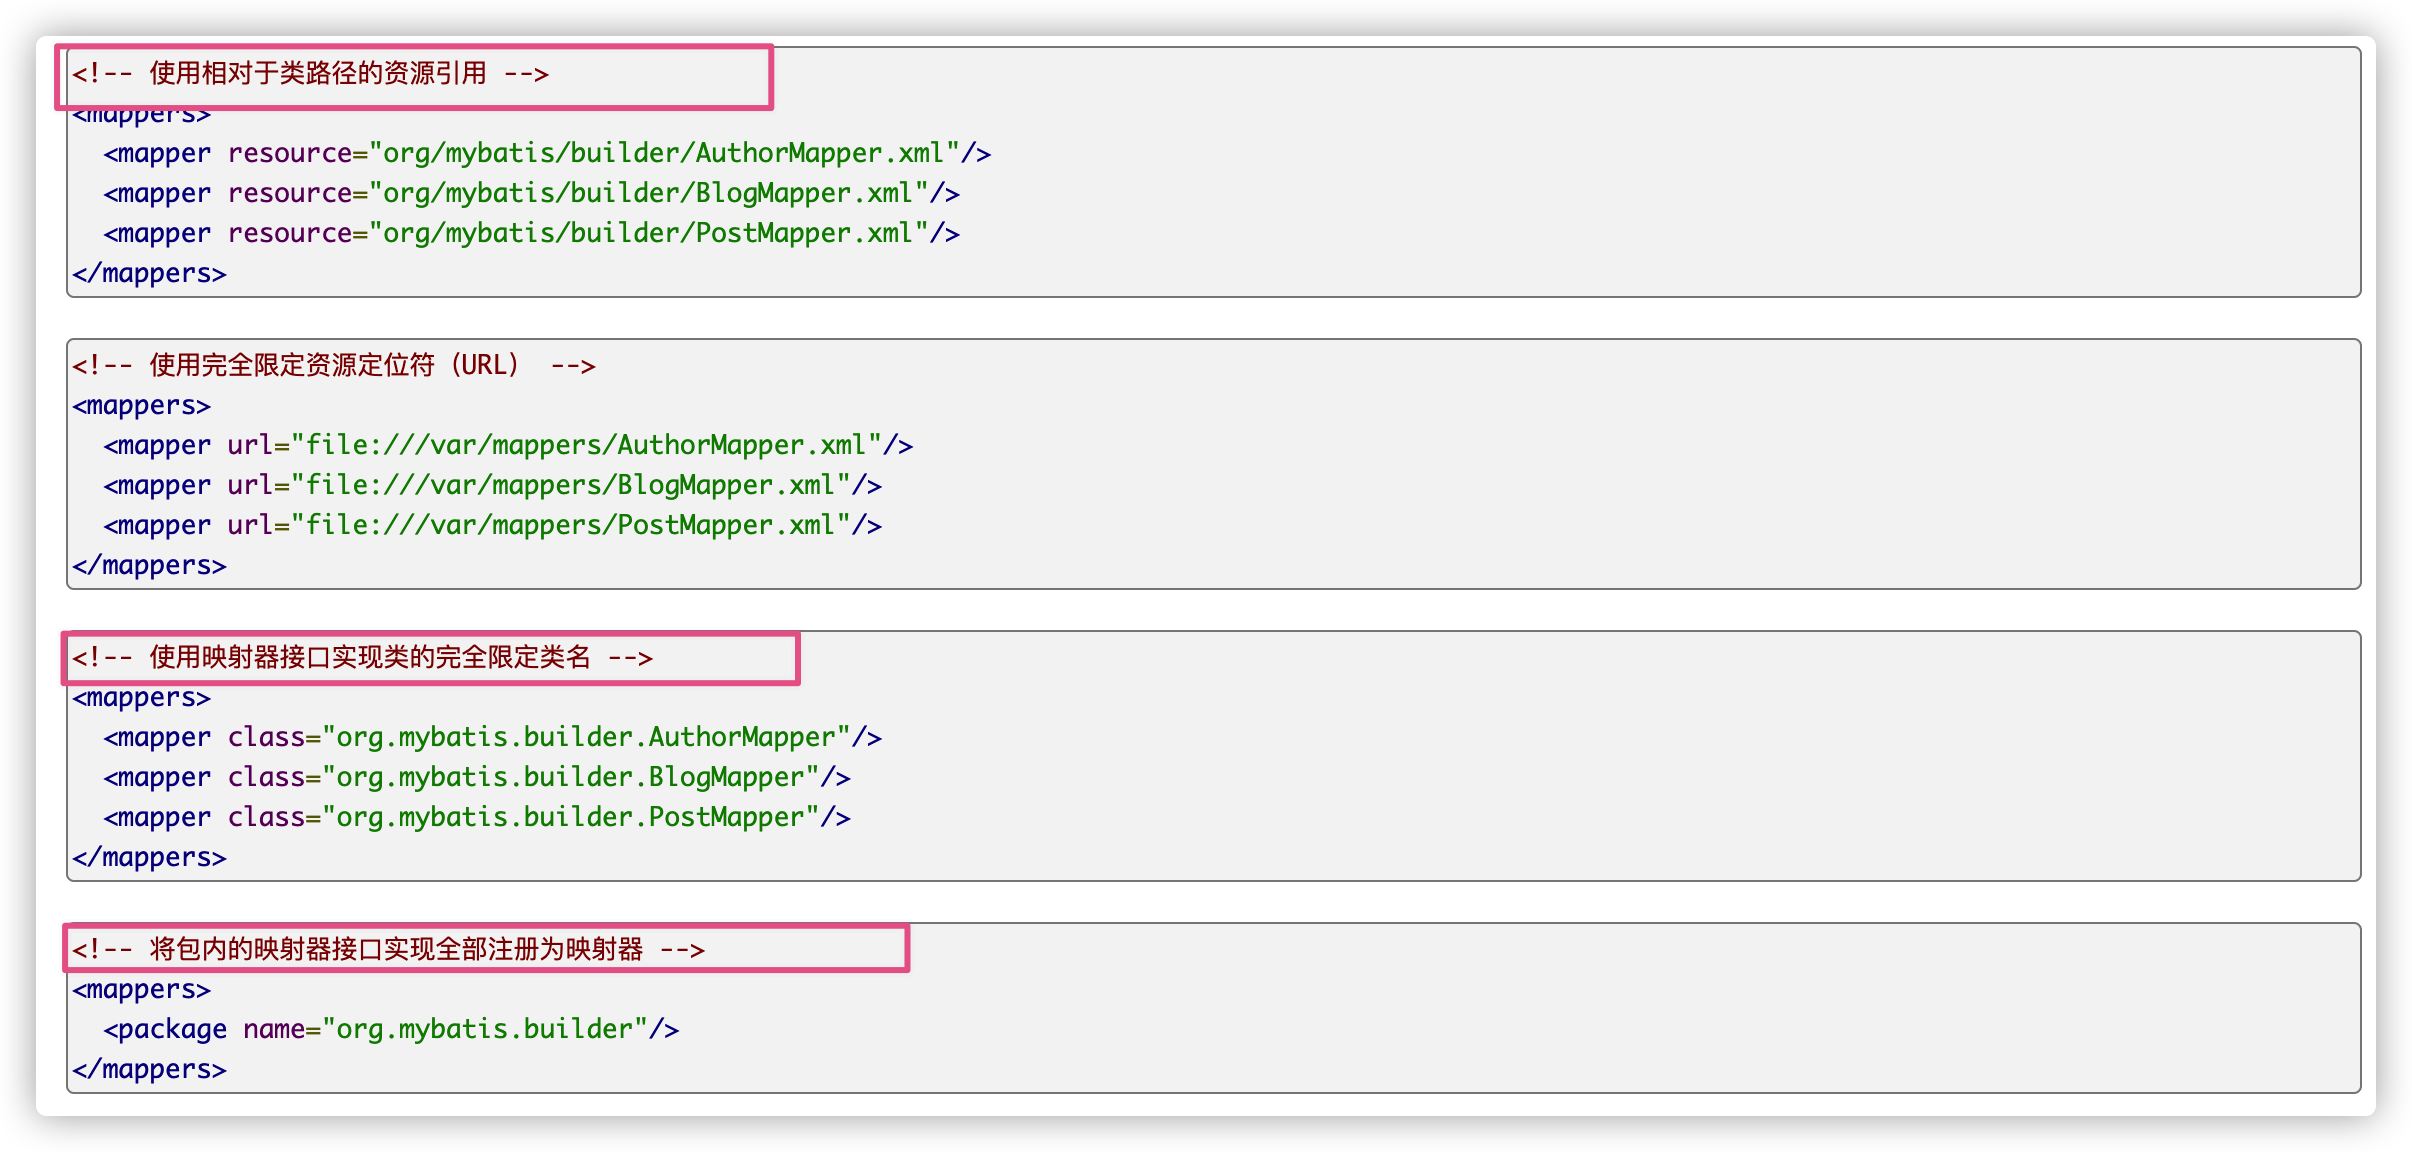 <!-- 使用相对于类路径的资源引用 -->
<mappers>
  <mapper resource="org/mybatis/builder/AuthorMapper.xml"/>
  <mapper resource="org/mybatis/builder/BlogMapper.xml"/>
  <mapper resource="org/mybatis/builder/PostMapper.xml"/>
</mappers>
<!-- 使用完全限定资源定位符（URL） -->
<mappers>
  <mapper url="file:///var/mappers/AuthorMapper.xml"/>
  <mapper url="file:///var/mappers/BlogMapper.xml"/>
  <mapper url="file:///var/mappers/PostMapper.xml"/>
</mappers>
<!-- 使用映射器接口实现类的完全限定类名 -->
<mappers>
  <mapper class="org.mybatis.builder.AuthorMapper"/>
  <mapper class="org.mybatis.builder.BlogMapper"/>
  <mapper class="org.mybatis.builder.PostMapper"/>
</mappers>
<!-- 将包内的映射器接口实现全部注册为映射器 -->
<mappers>
  <package name="org.mybatis.builder"/>
</mappers>